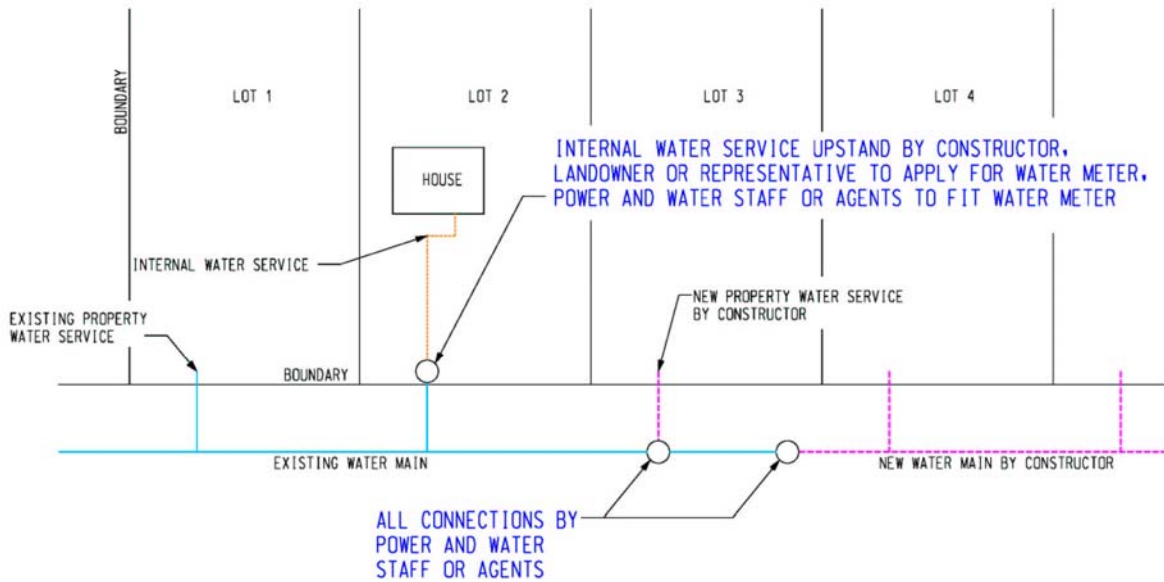 BOUNDARY
LOT 1
LOT 2
LOT 3
LOT 4
HOUSE
INTERNAL WATER SERVICE UPSTAND BY CONSTRUCTOR,
LANDOWNER OR REPRESENTATIVE TO APPLY FOR WATER METER,
POWER AND WATER STAFF OR AGENTS TO FIT WATER METER
INTERNAL WATER SERVICE
NEW PROPERTY WATER SERVICE
BY CONSTRUCTOR
EXISTING PROPERTY
WATER SERVICE
BOUNDARY
EXISTING WATER MAIN
NEW WATER MAIN BY CONSTRUCTOR
ALL CONNECTIONS BY
POWER AND WATER
STAFF OR AGENTS